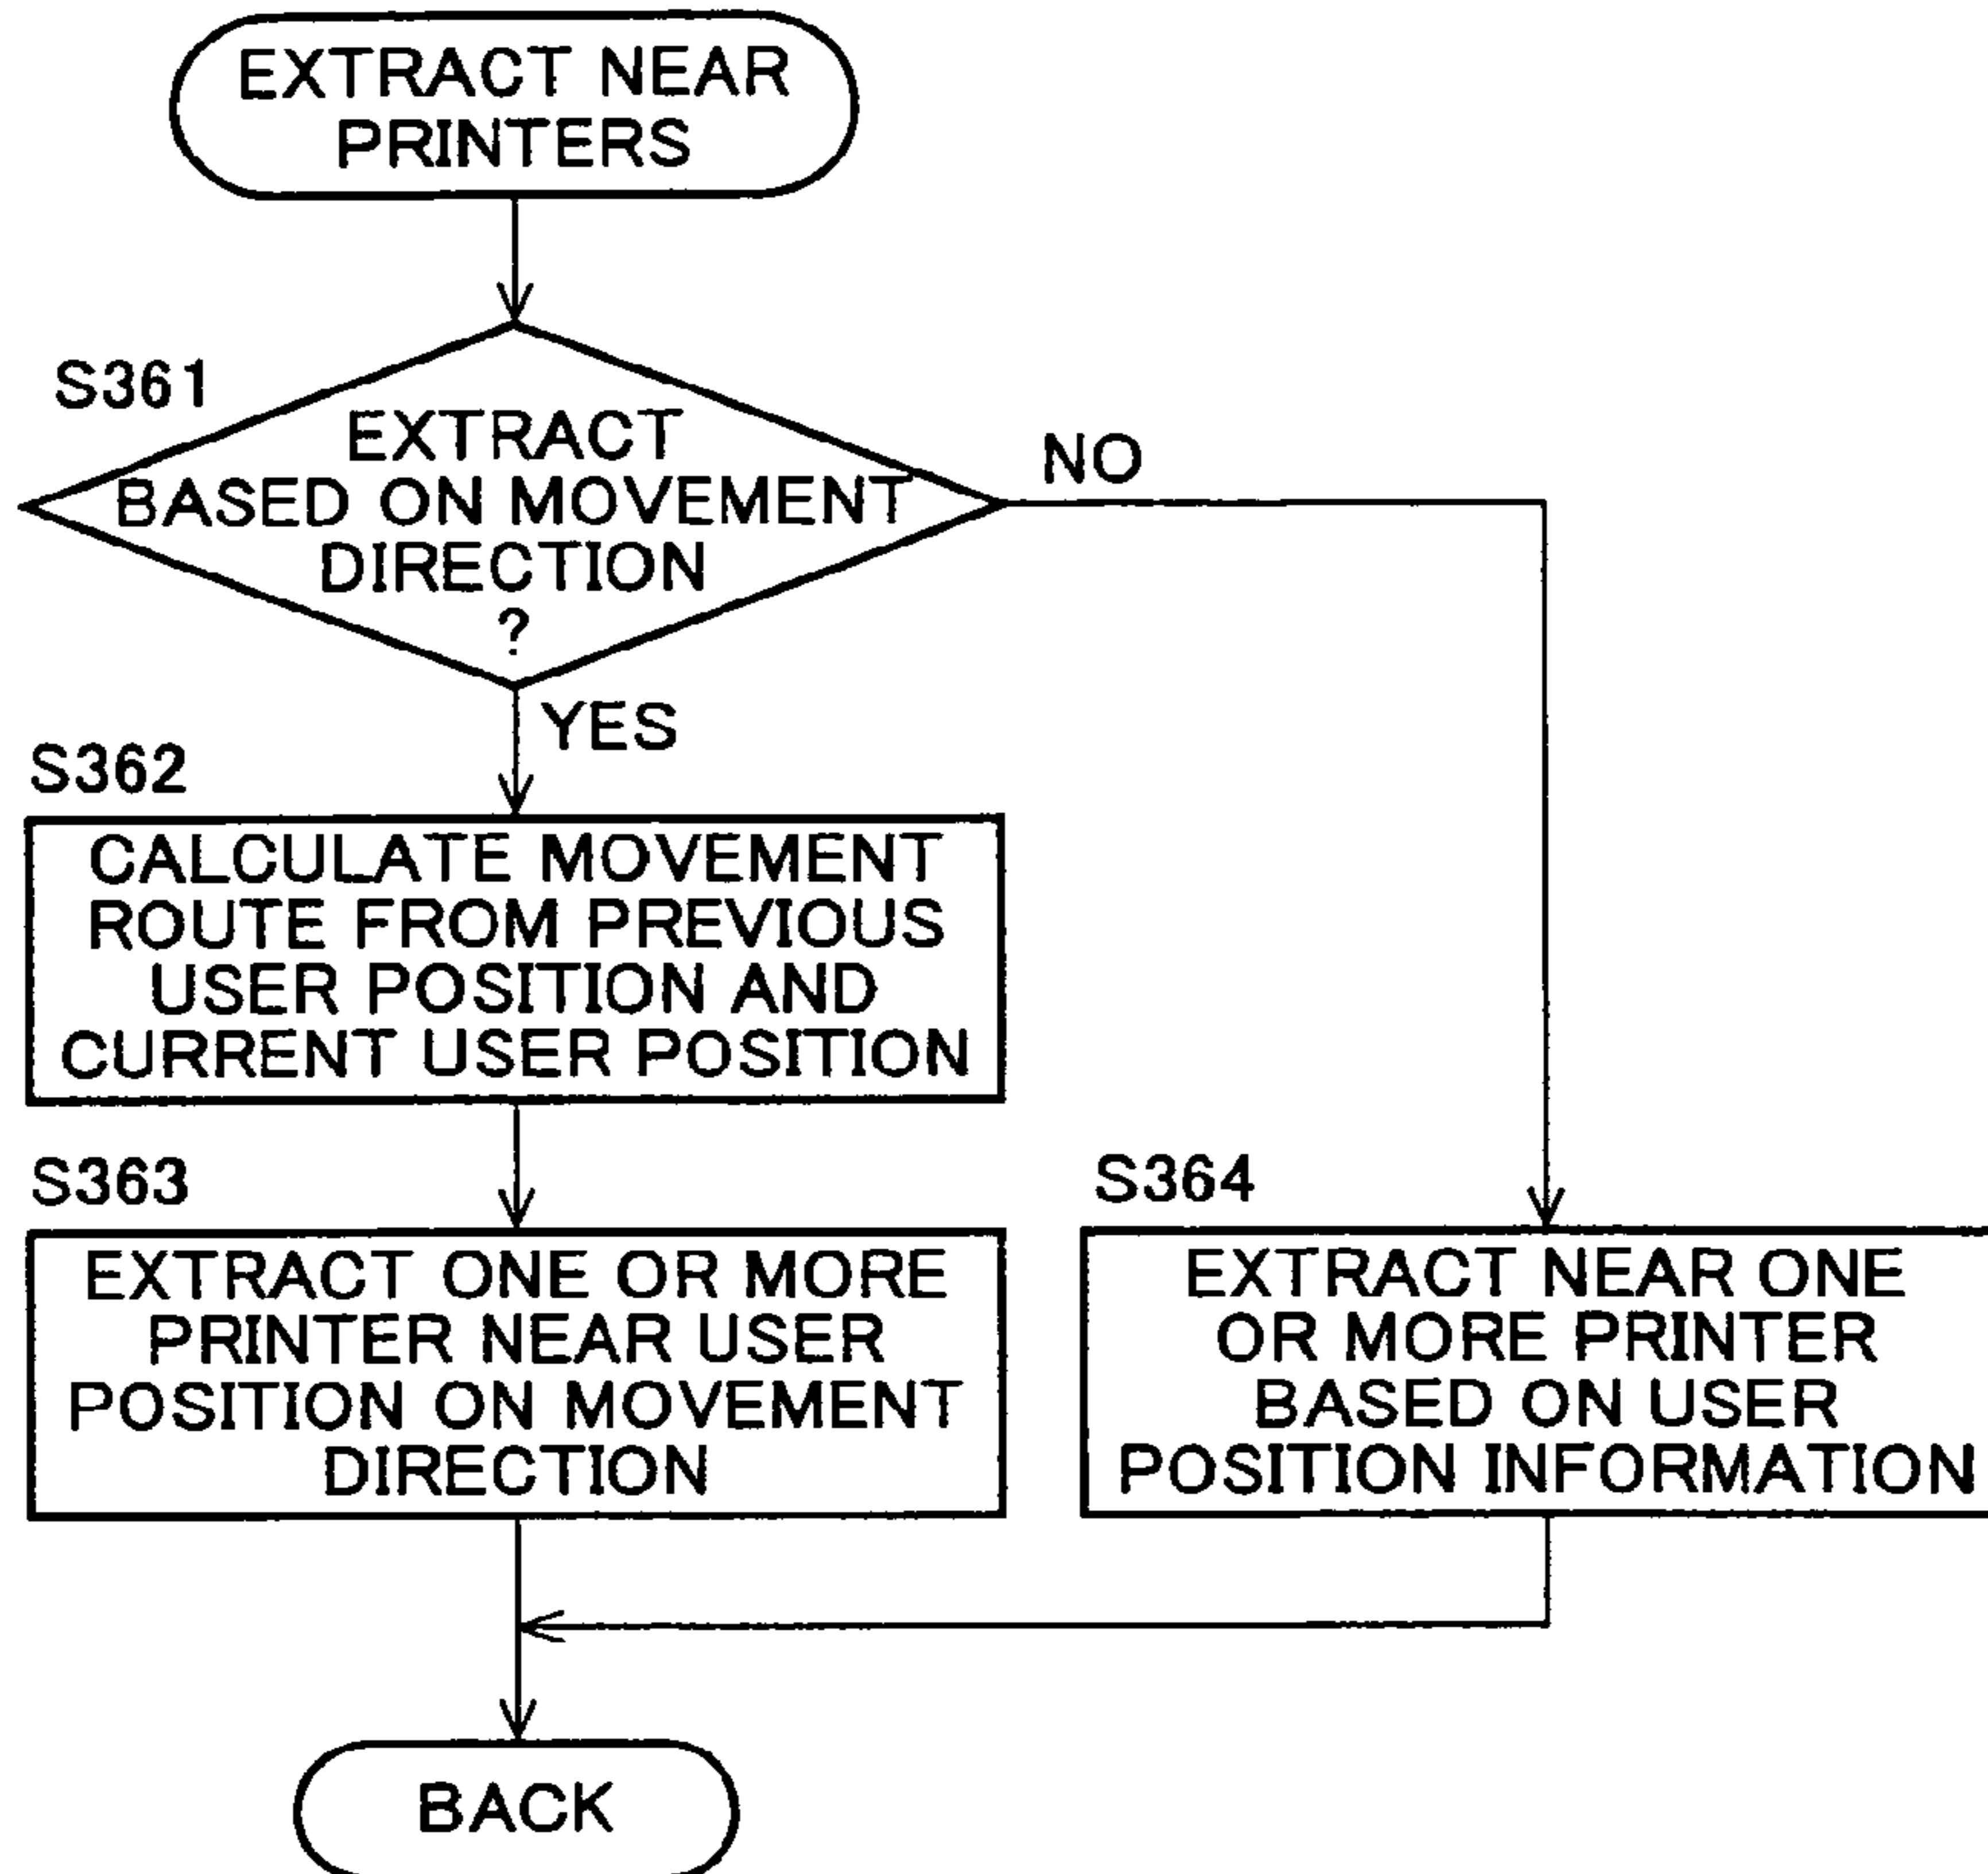 EXTRACT NEAR
PRINTERS
S361
EXTRACT
BASED ON MOVEMENT
DIRECTION
?
NO
YES
S362
CALCULATE MOVEMENT
ROUTE FROM PREVIOUS
USER POSITION AND
CURRENT USER POSITION
S363
EXTRACT ONE OR MORE
PRINTER NEAR USER
POSITION ON MOVEMENT
DIRECTION
S364
EXTRACT NEAR ONE
OR MORE PRINTER
BASED ON USER
POSITION INFORMATION
BACK